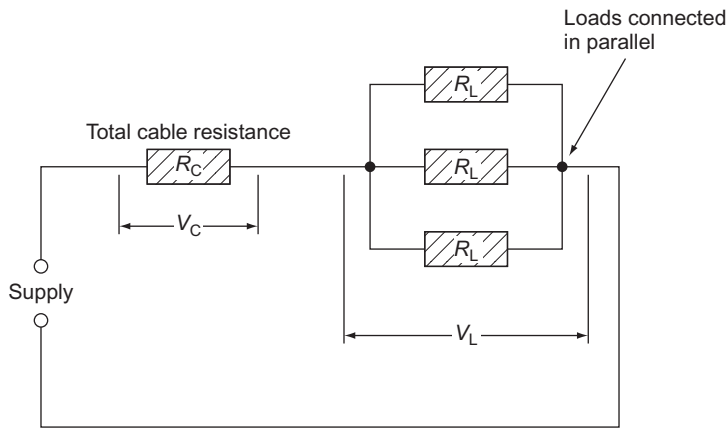 Loads connected
in parallel
R_L
Total cable resistance
R_C
R_L
V_C
R_L
Supply
V_L